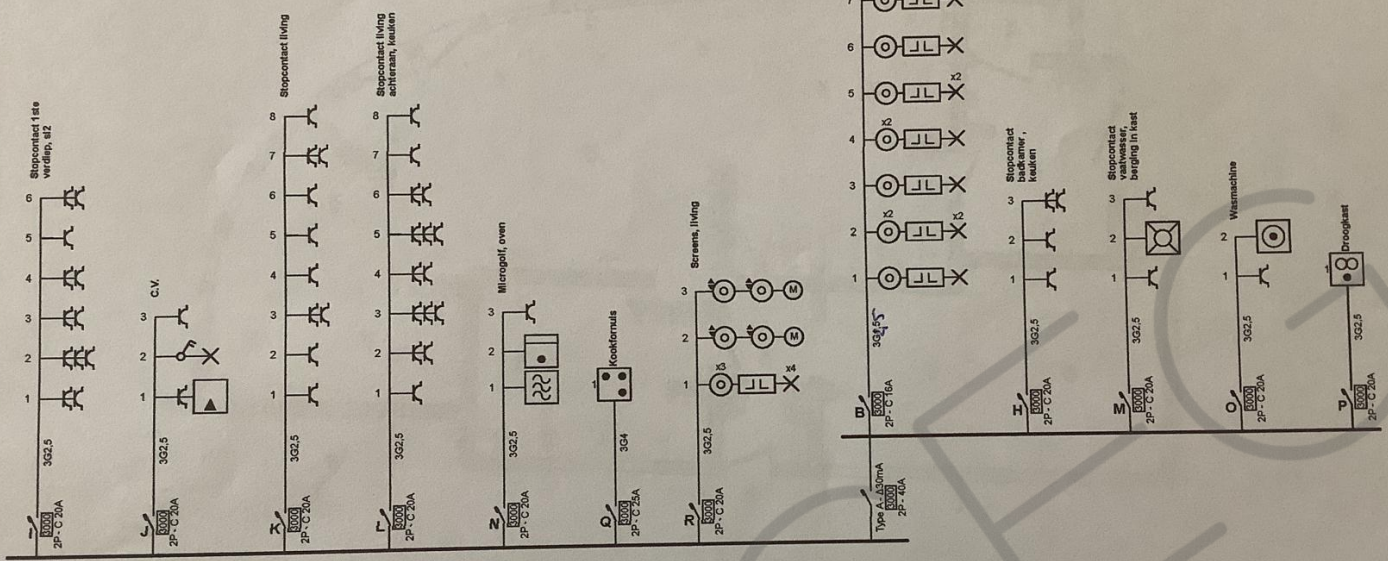 Stopcontact 1ste
verdiep, sl2
6
5
4
3
2
1
3G2,5
I
3000
2P - C 20A
C.V.
3
2
1
3G2,5
J
3000
2P - C 20A
Stopcontact living
8
7
6
5
4
3
2
1
3G2,5
K
3000
2P - C 20A
Stopcontact living
achteraan, keuken
8
7
6
5
4
3
2
1
3G2,5
L
3000
2P - C 20A
Microgolf, oven
3
2
1
3G2,5
N
3000
2P - C 20A
Kookfornuis
1
3G4
Q
3000
2P - C 25A
Screens, living
3
M
2
M
1
x3
x4
3G2,5
R
3000
2P - C 20A
7
6
5
x2
4
x2
3
2
x2
x2
1
B
3000
2P - C 16A
Type A - Δ30mA
3000
2P - 40A
Stopcontact
badkamer ,
keuken
3
2
1
3G2,5
H
3000
2P - C 20A
Stopcontact
vaatwasser,
berging in kast
3
2
1
3G2,5
M
3000
2P - C 20A
Wasmachine
2
1
3G2,5
O
3000
2P - C 20A
Droogkast
1
3G2,5
P
3000
2P - C 20A